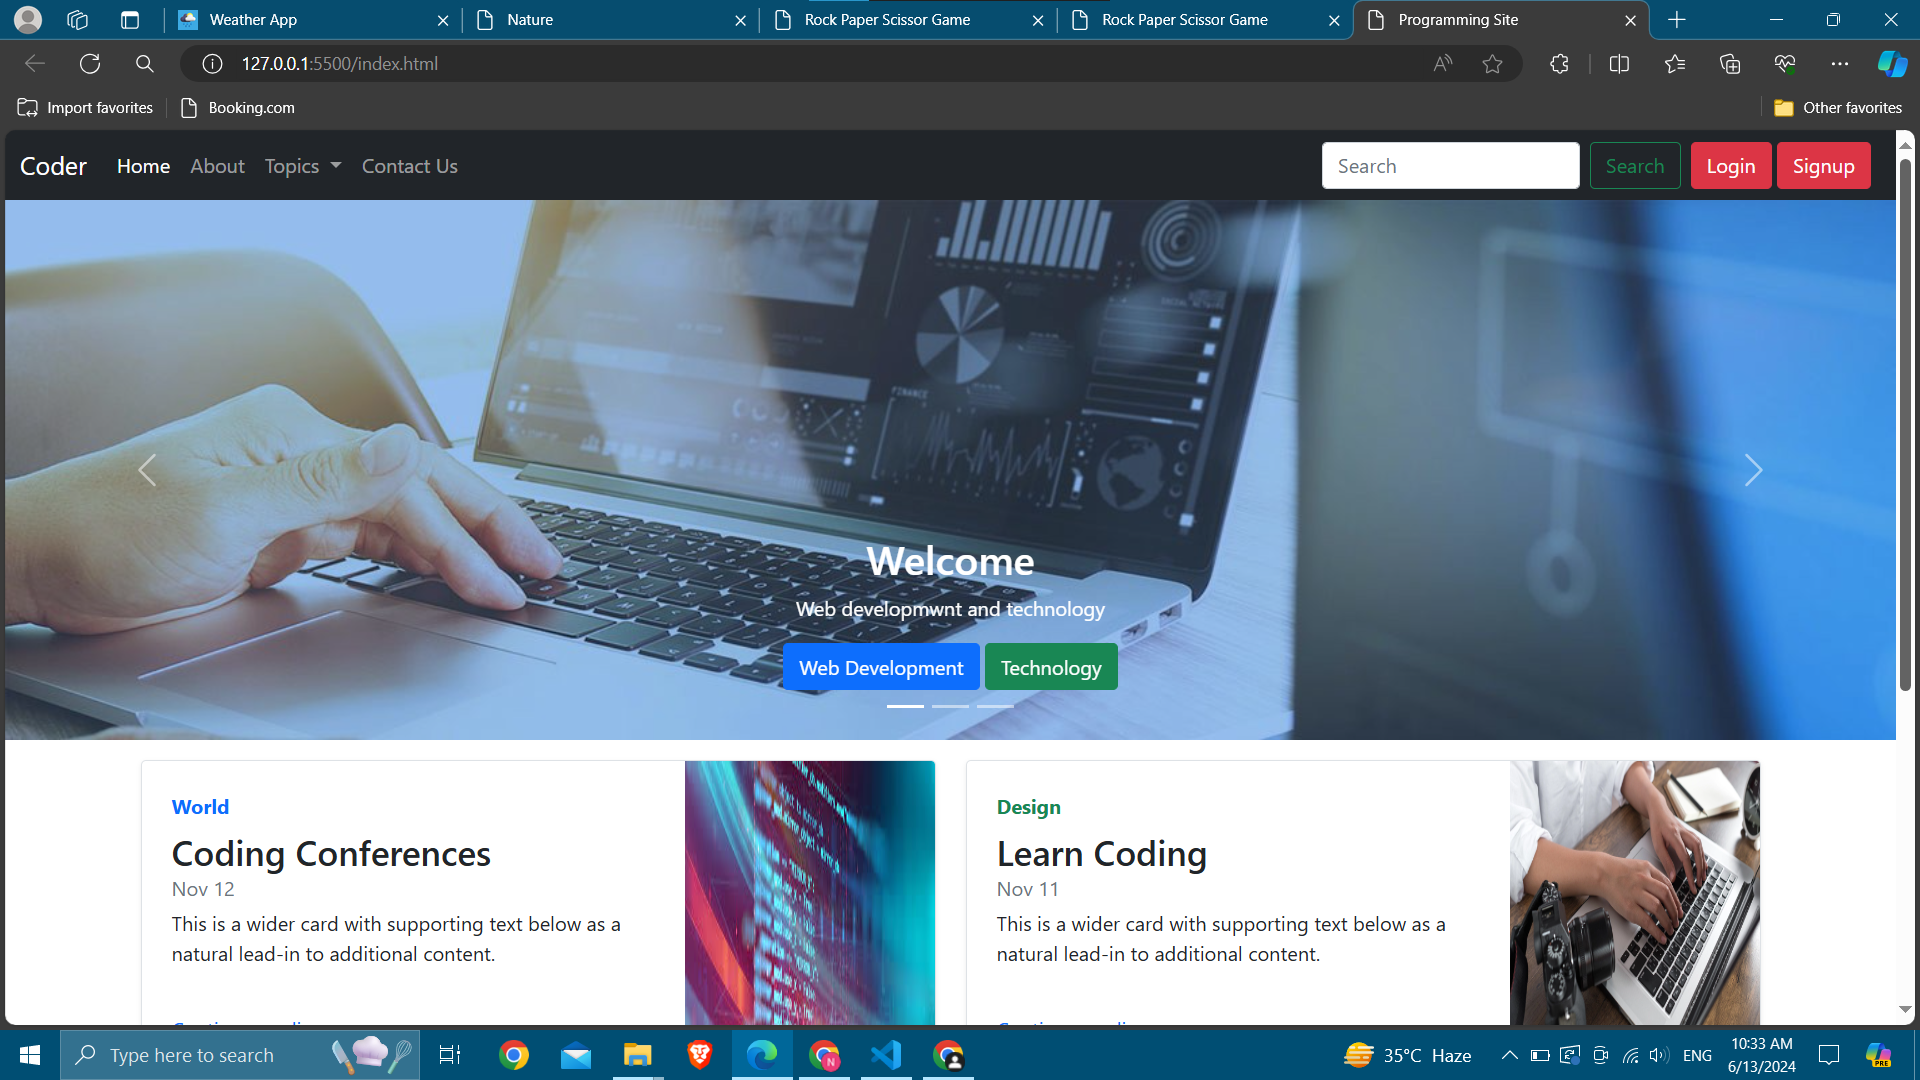 Weather App
Nature
Rock Paper Scissor Game
Rock Paper Scissor Game
Programming Site
127.0.0.1:5500/index.html
Import favorites
Booking.com
Other favorites
Coder
Home
About
Topics
Contact Us
Search
Search
Login
Signup
FINANCE
Welcome
Web developmwnt and technology
Web Development
Technology
World
Coding Conferences
Nov 12
This is a wider card with supporting text below as a
natural lead-in to additional content.
Design
Learn Coding
Nov 11
This is a wider card with supporting text below as a
natural lead-in to additional content.
Type here to search
N
35°C Haze
ENG
10:33 AM
6/13/2024
PRE